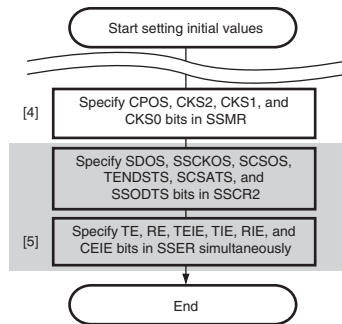 Start setting initial values
[4]
Specify CPOS, CKS2, CKS1, and
CKS0 bits in SSMR
Specify SDOS, SSCKOS, SCSOS,
TENDSTS, SCSATS, and
SSODTS bits in SSCR2
[5]
Specify TE, RE, TEIE, TIE, RIE, and
CEIE bits in SSER simultaneously
End